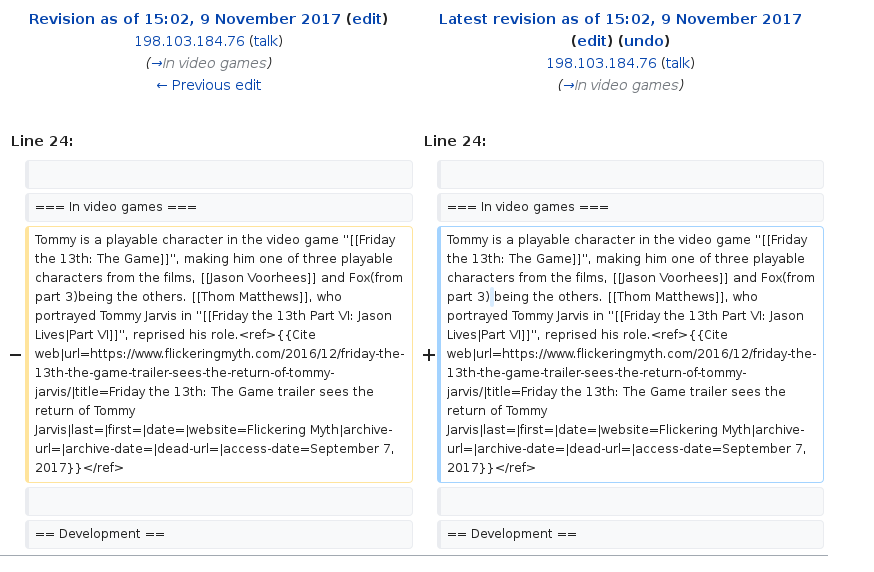 Revision as of 15:02, 9 November 2017 (edit)
198.103.184.76 (talk)
(→In video games)
← Previous edit
Latest revision as of 15:02, 9 November 2017
(edit) (undo)
198.103.184.76 (talk)
(→In video games)
Line 24:
=== In video games ===
− Tommy is a playable character in the video game ''[[Friday
the 13th: The Game]]'', making him one of three playable
characters from the films, [[Jason Voorhees]] and Fox(from
part 3)being the others. [[Thom Matthews]], who
portrayed Tommy Jarvis in ''[[Friday the 13th Part VI: Jason
Lives|Part VI]]'', reprised his role.<ref>{{Cite
web|url=https://www.flickeringmyth.com/2016/12/friday-the-
13th-the-game-trailer-sees-the-return-of-tommy-
jarvis/|title=Friday the 13th: The Game trailer sees the
return of Tommy
Jarvis|last=|first=|date=|website=Flickering Myth|archive-
url=|archive-date=|dead-url=|access-date=September 7,
2017}}</ref>
== Development ==
Line 24:
=== In video games ===
+ Tommy is a playable character in the video game ''[[Friday
the 13th: The Game]]'', making him one of three playable
characters from the films, [[Jason Voorhees]] and Fox(from
part 3) being the others. [[Thom Matthews]], who
portrayed Tommy Jarvis in ''[[Friday the 13th Part VI: Jason
Lives|Part VI]]'', reprised his role.<ref>{{Cite
web|url=https://www.flickeringmyth.com/2016/12/friday-the-
13th-the-game-trailer-sees-the-return-of-tommy-
jarvis/|title=Friday the 13th: The Game trailer sees the
return of Tommy
Jarvis|last=|first=|date=|website=Flickering Myth|archive-
url=|archive-date=|dead-url=|access-date=September 7,
2017}}</ref>
== Development ==